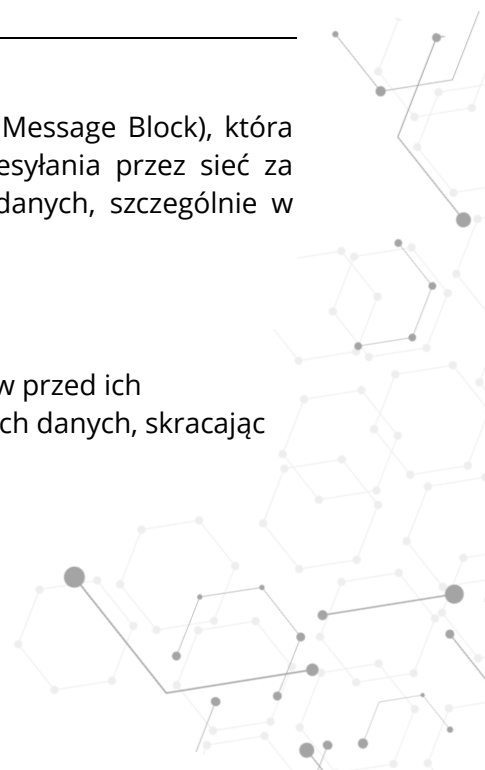 Message Block), która
esyłania przez sieć za
danych, szczególnie w
w przed ich
ch danych, skracając